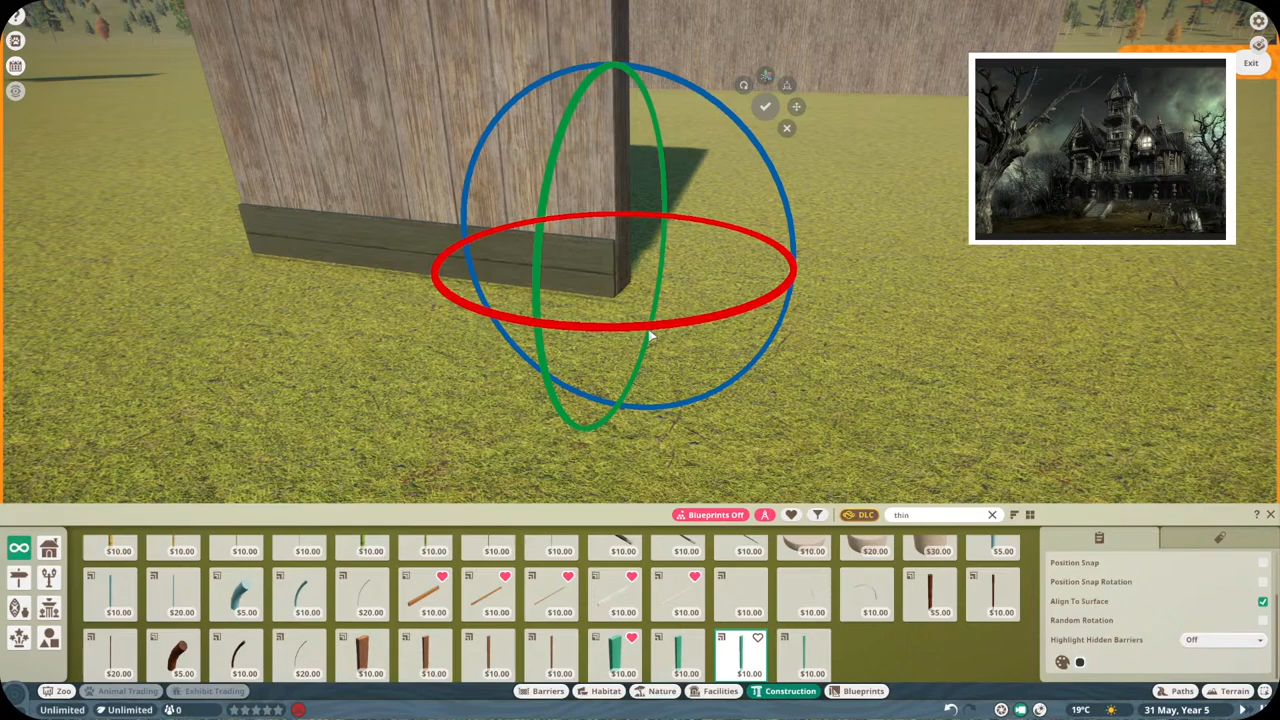 ?
Exit
Blueprints Off DLC thin ? ×
$10.00 $10.00 $10.00 $10.00 $10.00 $10.00 $10.00 $10.00 $10.00 $10.00 $10.00 $10.00 $20.00 $30.00 $5.00
$10.00 $20.00 $5.00 $10.00 $20.00 $10.00 $10.00 $10.00 $10.00 $10.00 $10.00 $10.00 $10.00 $5.00 $10.00
$20.00 $5.00 $10.00 $20.00 $10.00 $10.00 $10.00 $10.00 $10.00 $10.00 $10.00 $10.00
Position Snap
Position Snap Rotation
Align To Surface
Random Rotation
Highlight Hidden Barriers Off
Zoo Animal Trading Exhibit Trading Barriers Habitat Nature Facilities Construction Blueprints Paths Terrain
Unlimited Unlimited 0 19°C 31 May, Year 5